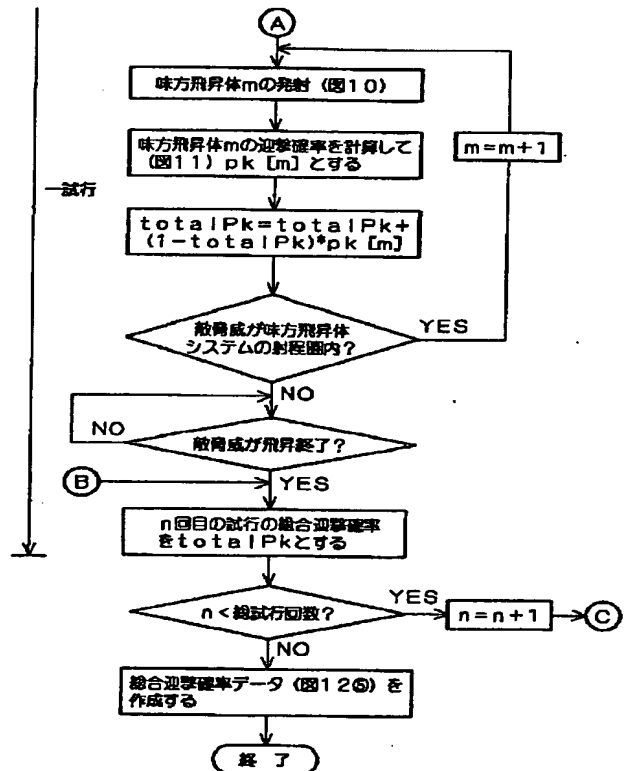 A
味方飛昇体mの発射(図10)
味方飛昇体mの迎撃確率を計算して
(図11)pk[m]とする
m=m+1
一試行
totalPk=totalPk+
(1-totalPk)*pk[m]
敵脅威が味方飛昇体
システムの射程圏内?
YES
NO
NO
敵脅威が飛昇終了?
B
YES
n回目の試行の総合迎撃確率
をtotalPkとする
n<総試行回数?
YES
n=n+1
C
NO
総合迎撃確率データ(図12⑤)を
作成する
終了